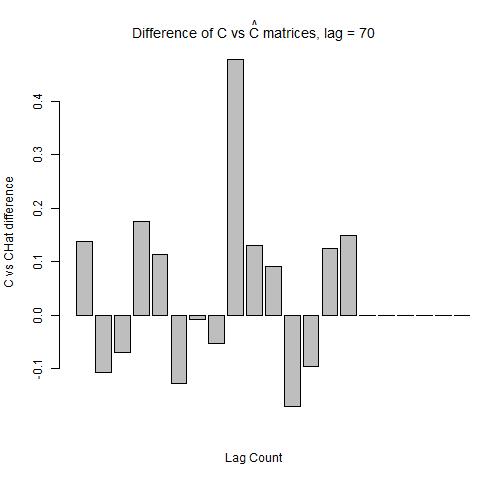 Difference of C vs Ĉ matrices, lag = 70
0.4
0.3
0.2
0.1
0.0
-0.1
C vs CHat difference
Lag Count